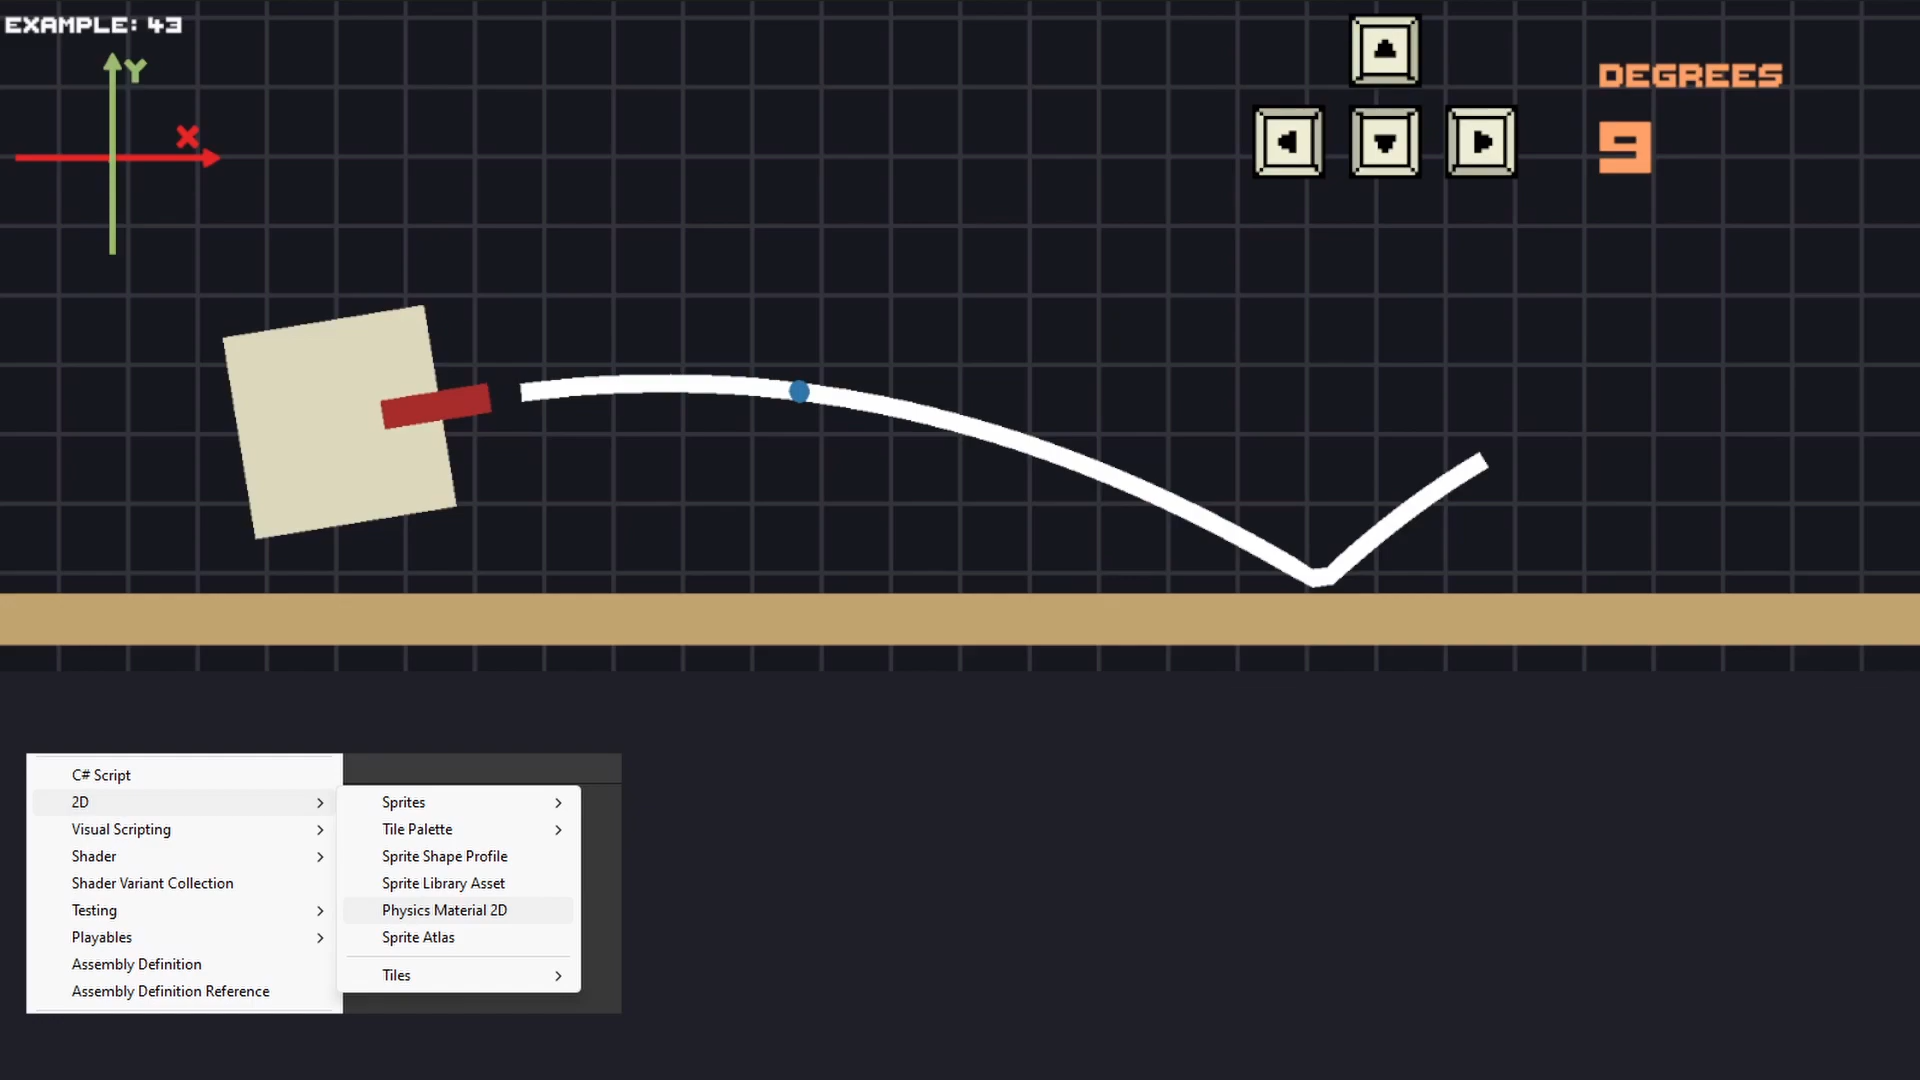 EXAMPLE: 43
Y
X
DEGREES
9
C# Script
2D
Visual Scripting
Shader
Shader Variant Collection
Testing
Playables
Assembly Definition
Assembly Definition Reference
Sprites
Tile Palette
Sprite Shape Profile
Sprite Library Asset
Physics Material 2D
Sprite Atlas
Tiles